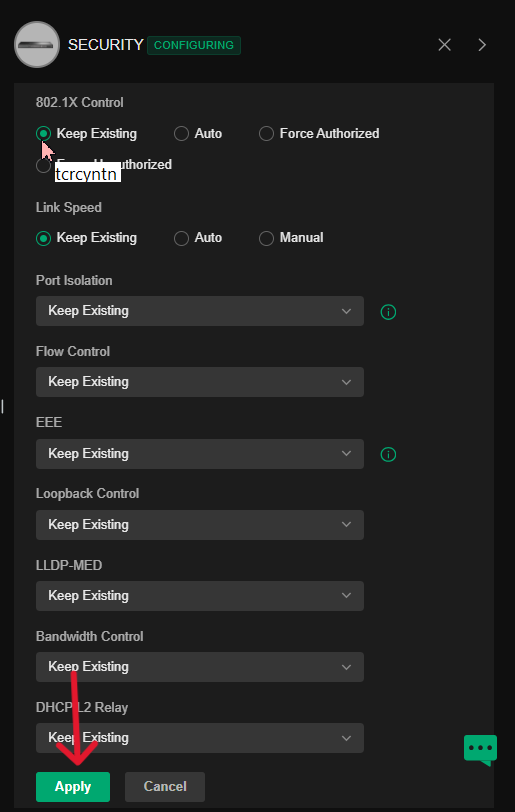 SECURITY CONFIGURING
802.1X Control
Keep Existing Auto Force Authorized
tcrcyntn
Link Speed
Keep Existing Auto Manual
Port Isolation
Keep Existing
Flow Control
Keep Existing
EEE
Keep Existing
Loopback Control
Keep Existing
LLDP-MED
Keep Existing
Bandwidth Control
Keep Existing
DHCP L2 Relay
Keep Existing
Apply Cancel